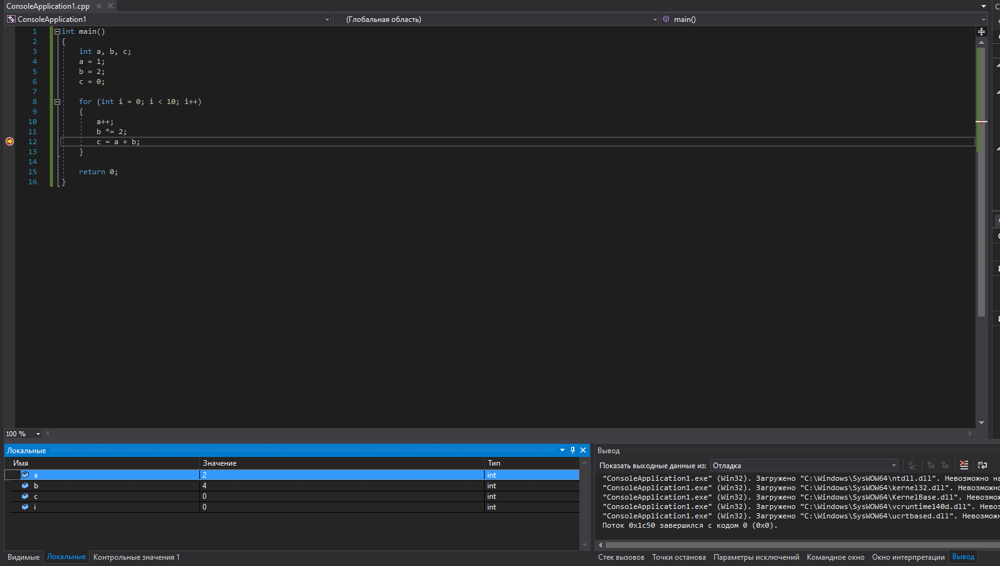 ConsoleApplication1.cpp
ConsoleApplication1
(Глобальная область)
main()
1 int main()
2 {
3 int a, b, c;
4 a = 1;
5 b = 2;
6 c = 0;
7
8 for (int i = 0; i < 10; i++)
9 {
10 a++;
11 b *= 2;
12 c = a + b;
13 }
14
15 return 0;
16 }
100 %
Локальные
Имя Значение Тип
a 2 int
b 4 int
c 0 int
i 0 int
Видимые Локальные Контрольные значения 1
Вывод
Показать выходные данные из: Отладка
"ConsoleApplication1.exe" (Win32). Загружено "C:\Windows\SysWOW64\ntdll.dll". Невозможно на
"ConsoleApplication1.exe" (Win32). Загружено "C:\Windows\SysWOW64\kernel32.dll". Невозможно
"ConsoleApplication1.exe" (Win32). Загружено "C:\Windows\SysWOW64\KernelBase.dll". Невозмож
"ConsoleApplication1.exe" (Win32). Загружено "C:\Windows\SysWOW64\vcruntime140d.dll". Невоз
"ConsoleApplication1.exe" (Win32). Загружено "C:\Windows\SysWOW64\ucrtbased.dll". Невозможн
Поток 0x1c50 завершился с кодом 0 (0x0).
Стек вызовов Точки останова Параметры исключений Командное окно Окно интерпретации Вывод